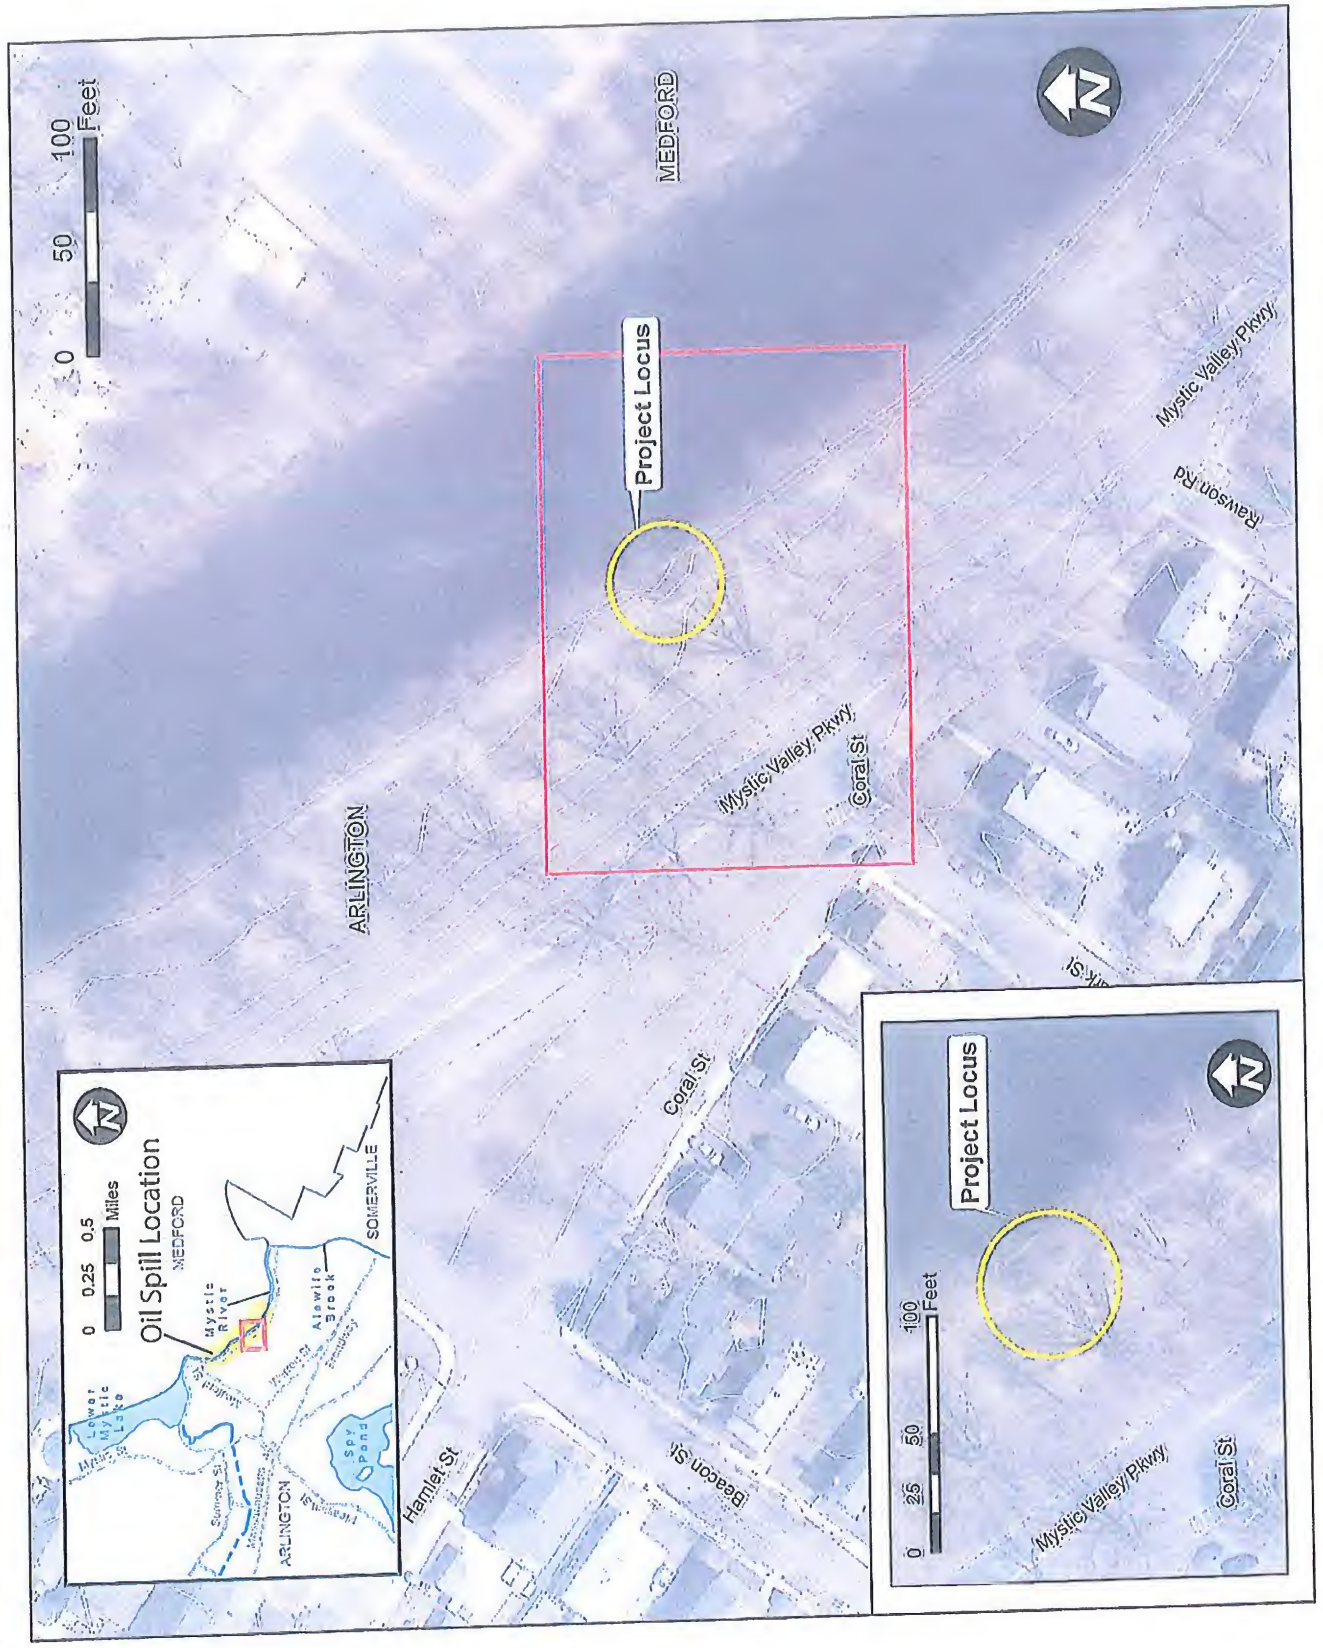 0 50 100
Feet
MEDFORD
N
Project Locus
ARLINGTON
Mystic Valley Pkwy
Coral St
Mystic Valley Pkwy
Rawson Rd
Coral St
Hamlet St
Beacon St
N
0 0.25 0.5
Miles
Oil Spill Location
MEDFORD
Lower
Mystic
Lake
Mystic
River
Alewife
Brook
SOMERVILLE
Broadway
Summer St
ARLINGTON
Spy
Pond
Project Locus
0 25 50 100
Feet
Mystic Valley Pkwy
Coral St
N